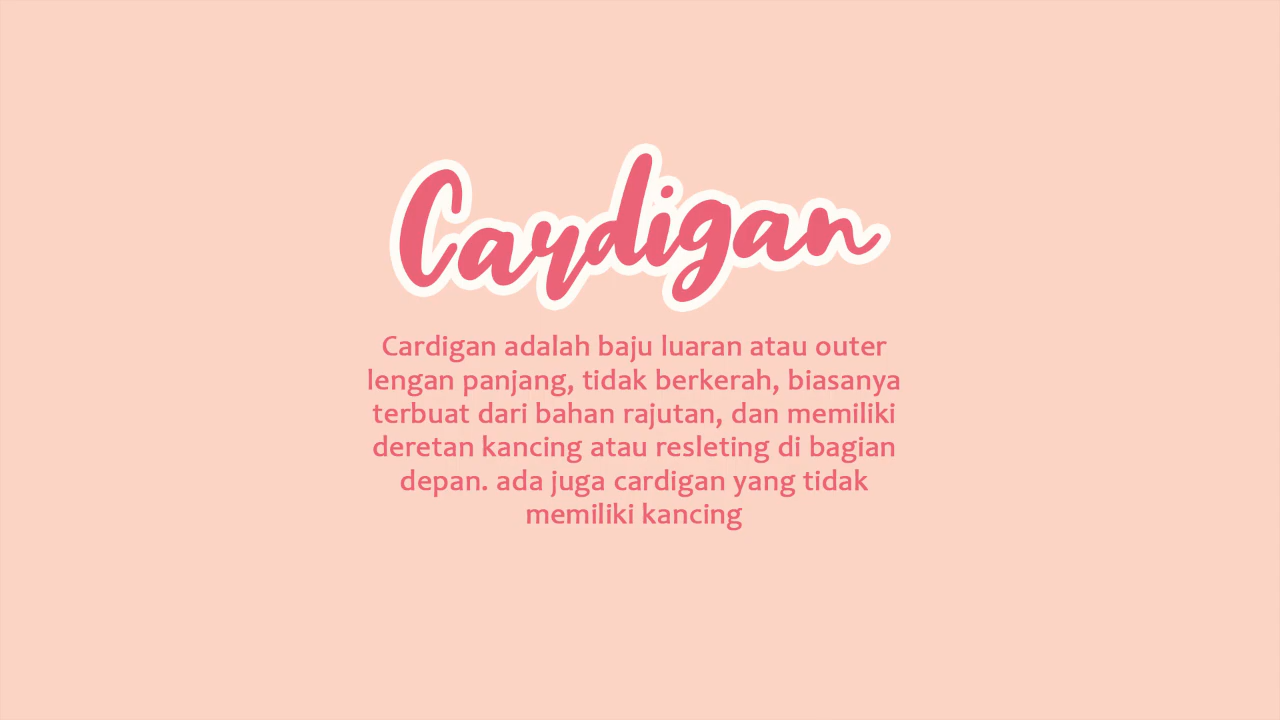 Cardigan
Cardigan adalah baju luaran atau outer
lengan panjang, tidak berkerah, biasanya
terbuat dari bahan rajutan, dan memiliki
deretan kancing atau resleting di bagian
depan. ada juga cardigan yang tidak
memiliki kancing